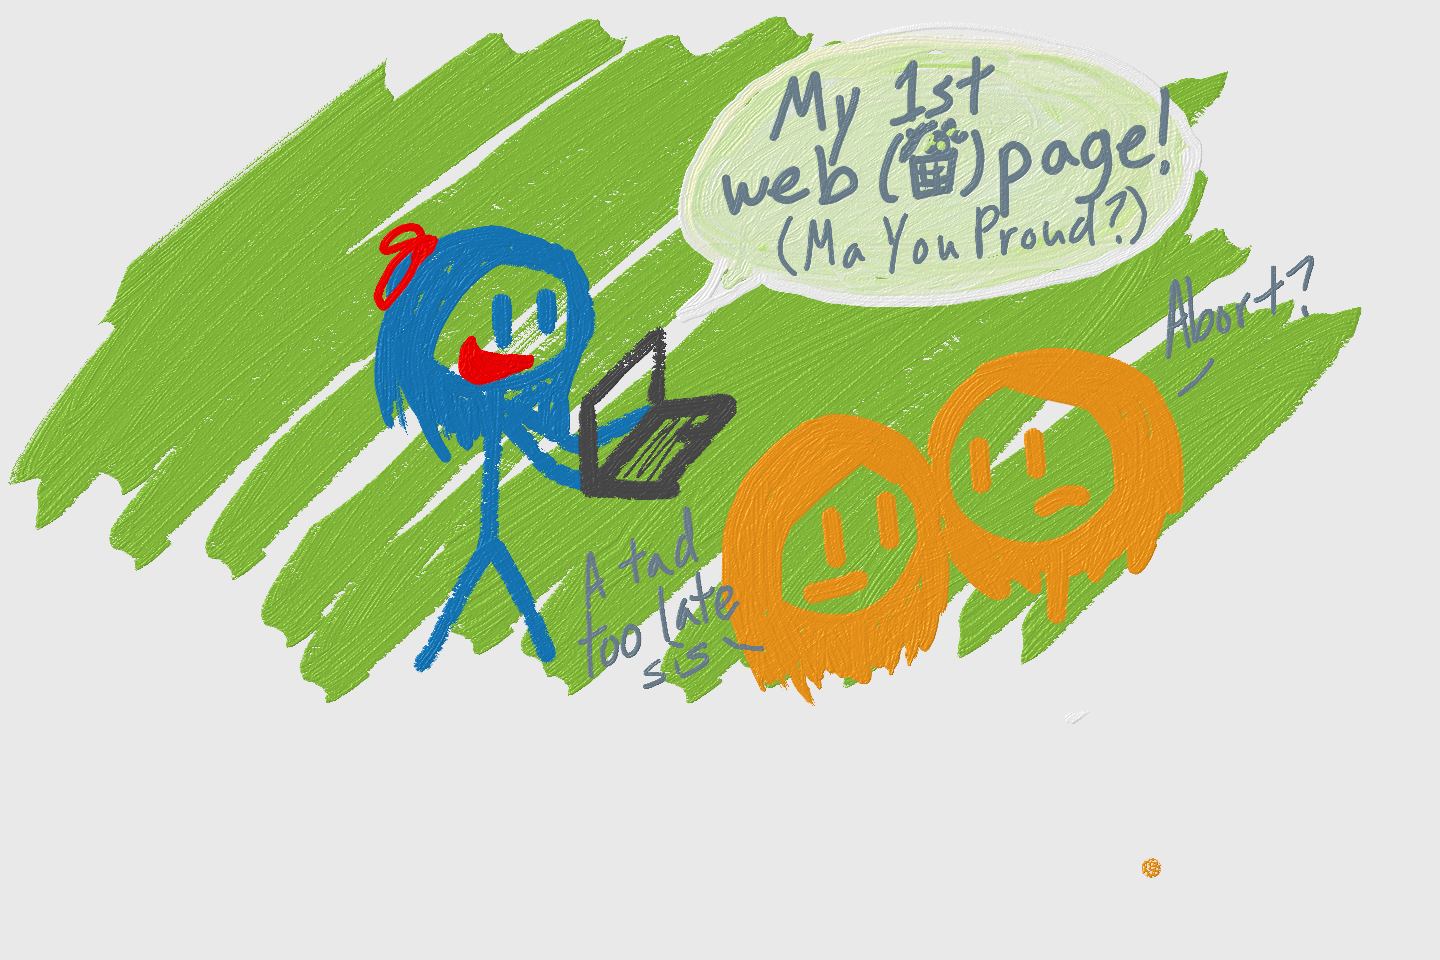 My 1st
web () page!
(Ma You Proud?)
Abort?
A tad
too late
sis